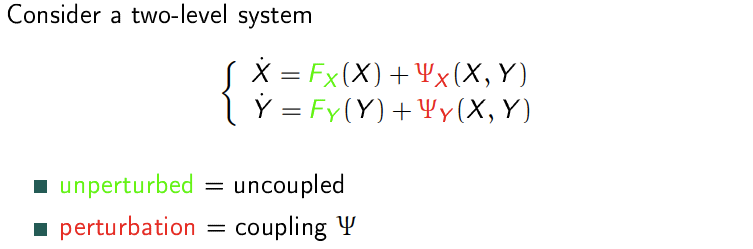 Consider a two-level system
Ẋ = F_X(X) + Ψ_X(X, Y)
Ẏ = F_Y(Y) + Ψ_Y(X, Y)
unperturbed = uncoupled
perturbation = coupling Ψ